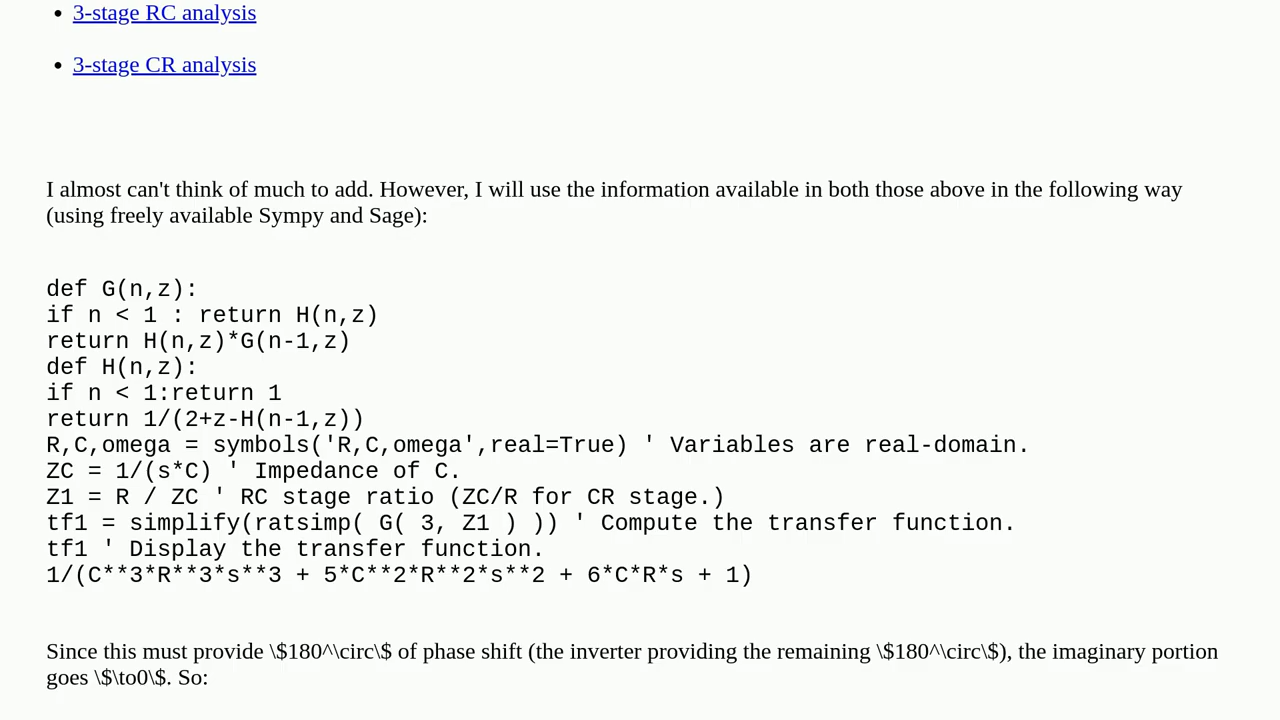 3-stage RC analysis
3-stage CR analysis
I almost can't think of much to add. However, I will use the information available in both those above in the following way
(using freely available Sympy and Sage):
def G(n,z):
if n < 1 : return H(n,z)
return H(n,z)*G(n-1,z)
def H(n,z):
if n < 1:return 1
return 1/(2+z-H(n-1,z))
R,C,omega = symbols('R,C,omega',real=True) ' Variables are real-domain.
ZC = 1/(s*C) ' Impedance of C.
Z1 = R / ZC ' RC stage ratio (ZC/R for CR stage.)
tf1 = simplify(ratsimp( G( 3, Z1 ) )) ' Compute the transfer function.
tf1 ' Display the transfer function.
1/(C**3*R**3*s**3 + 5*C**2*R**2*s**2 + 6*C*R*s + 1)
Since this must provide \$180^\circ\$ of phase shift (the inverter providing the remaining \$180^\circ\$), the imaginary portion
goes \$\to0\$. So: